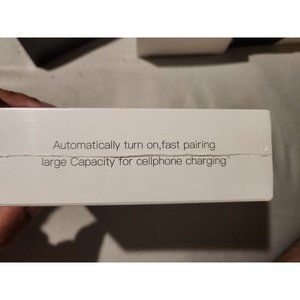 Automatically turn on,fast pairing
large Capacity for cellphone charging